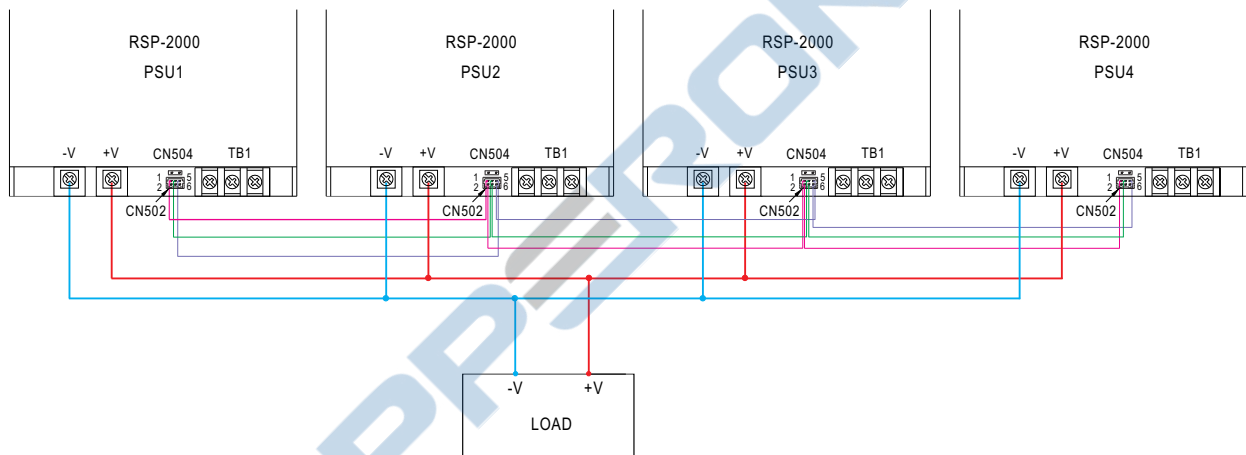 RSP-2000 RSP-2000 RSP-2000 RSP-2000
PSU1 PSU2 PSU3 PSU4
-V +V CN504 TB1 -V +V CN504 TB1 -V +V CN504 TB1 -V +V CN504 TB1
1 5 1 5 1 5 1 5
2 6 2 6 2 6 2 6
CN502 CN502 CN502 CN502
-V +V
LOAD